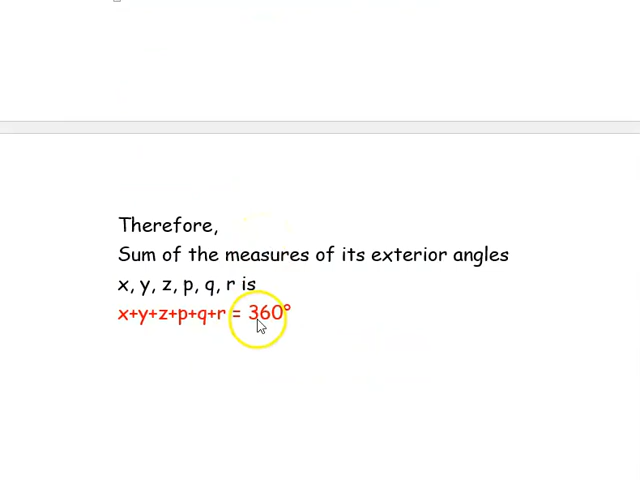 Therefore,
Sum of the measures of its exterior angles
x, y, z, p, q, r is
x+y+z+p+q+r = 360°